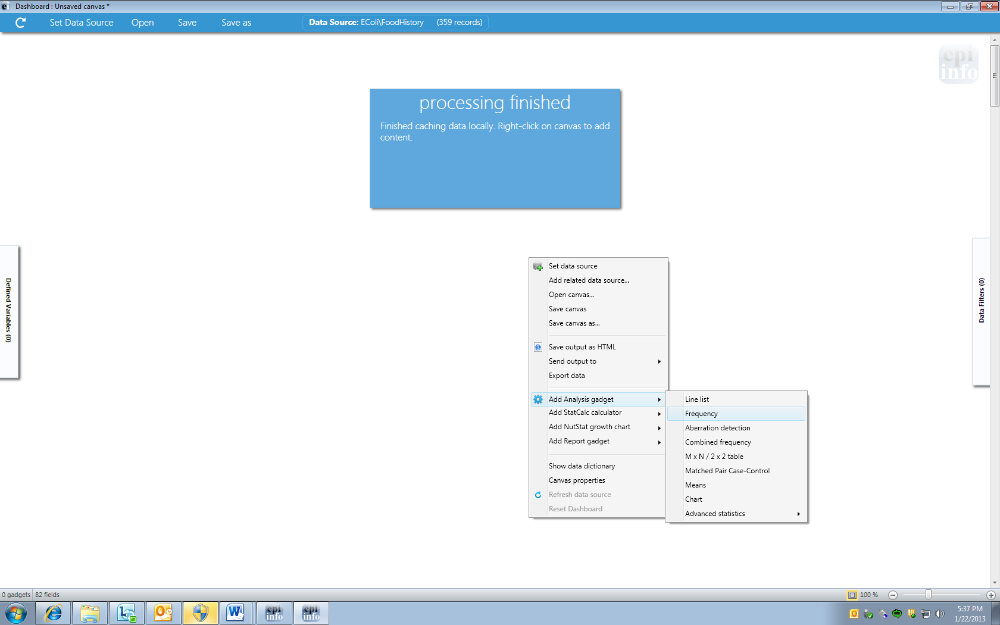 Dashboard : Unsaved canvas *
Set Data Source Open Save Save as Data Source: EColi\FoodHistory (359 records)
epi
info
processing finished
Finished caching data locally. Right-click on canvas to add
content.
Defined Variables (0)
Data Filters (0)
Set data source
Add related data source...
Open canvas...
Save canvas
Save canvas as...
Save output as HTML
Send output to
Export data
Add Analysis gadget
Add StatCalc calculator
Add NutStat growth chart
Add Report gadget
Show data dictionary
Canvas properties
Refresh data source
Reset Dashboard
Line list
Frequency
Aberration detection
Combined frequency
M x N / 2 x 2 table
Matched Pair Case-Control
Means
Chart
Advanced statistics
0 gadgets 82 fields 100 %
epi
info
epi
info
5:37 PM
1/22/2013